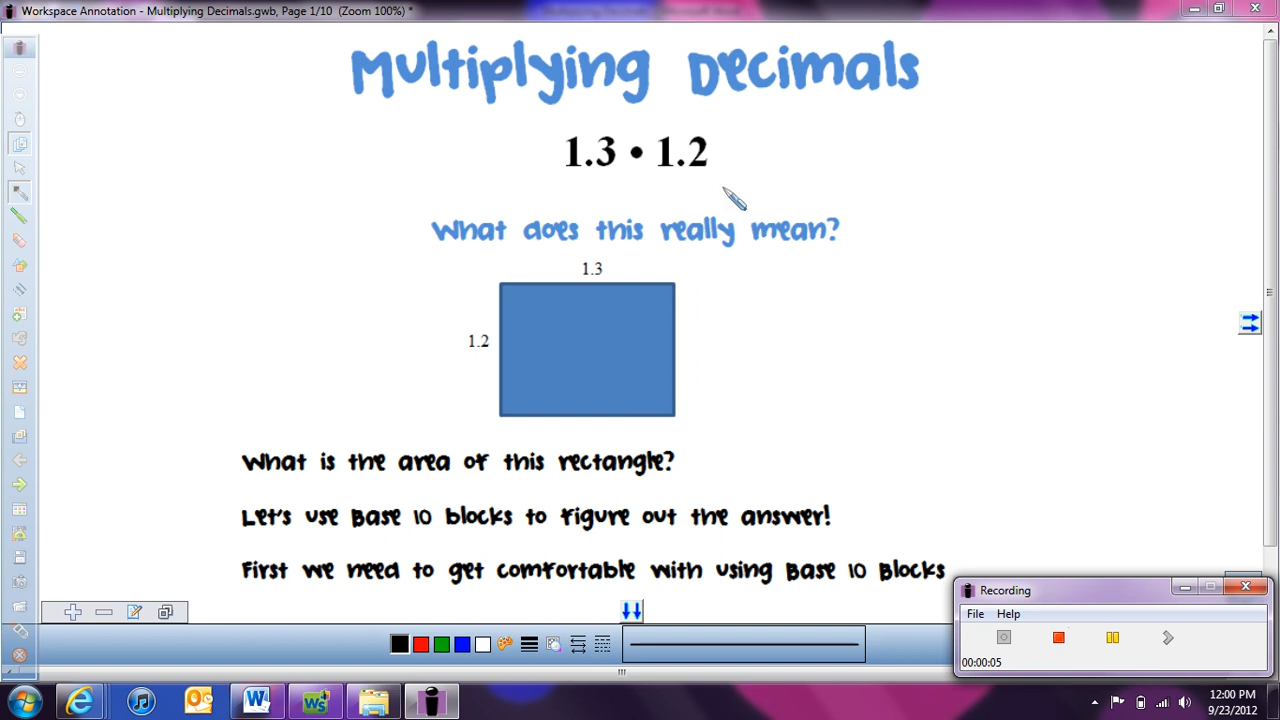 Workspace Annotation - Multiplying Decimals.gwb, Page 1/10 (Zoom 100%) *
Multiplying Decimals
1.3 • 1.2
What does this really mean?
1.3
1.2
What is the area of this rectangle?
Let's use Base 10 blocks to figure out the answer!
First we need to get comfortable with using Base 10 Blocks
Recording
File Help
00:00:05
12:00 PM
9/23/2012